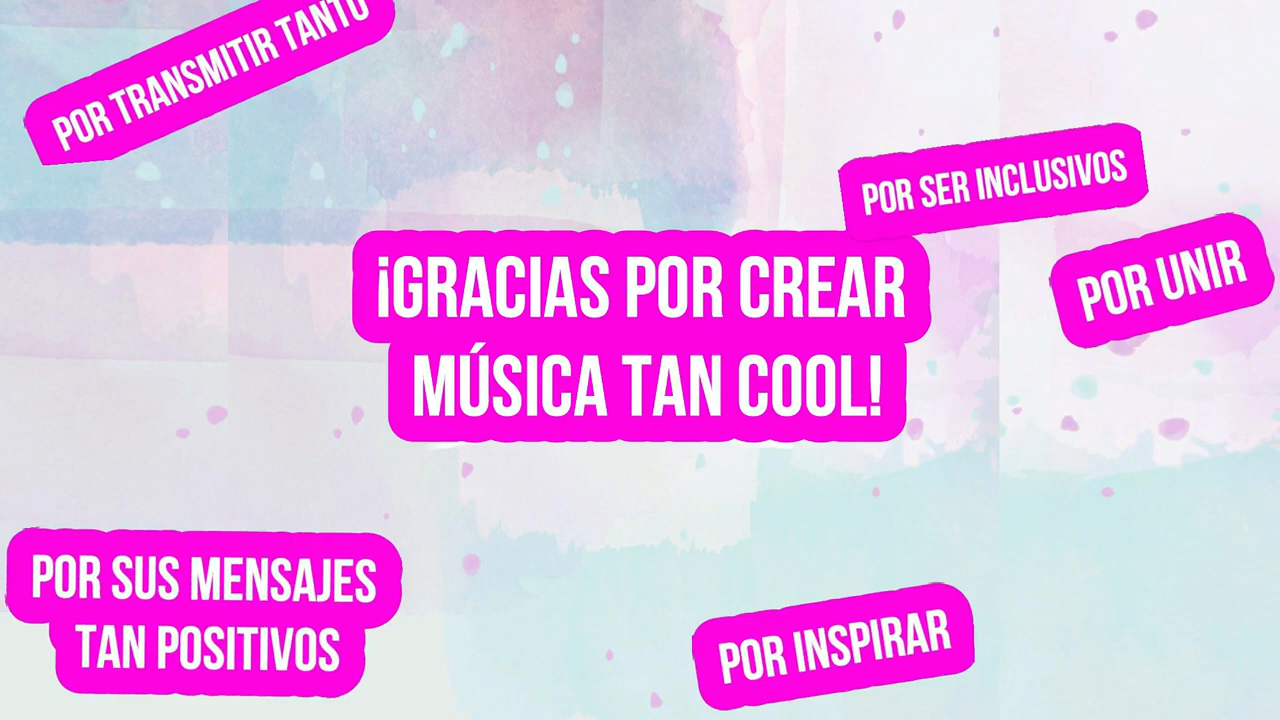 POR TRANSMITIR TANTO
POR SER INCLUSIVOS
POR UNIR
¡GRACIAS POR CREAR
MÚSICA TAN COOL!
POR SUS MENSAJES
TAN POSITIVOS
POR INSPIRAR